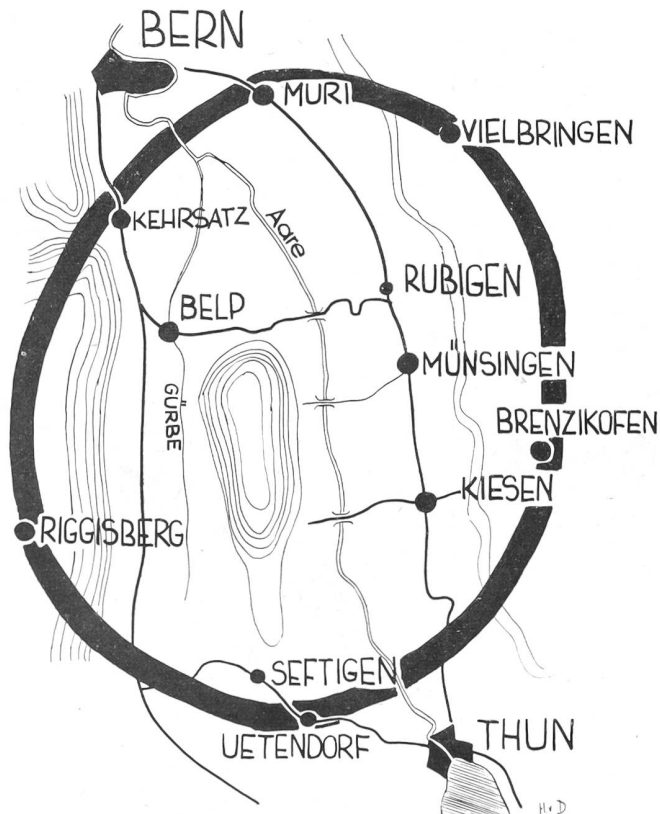 BERN
MURI
VIELBRINGEN
KEHRSATZ
Aare
RUBIGEN
BELP
MÜNSINGEN
GÜRBE
BRENZIKOFEN
KIESEN
RIGGISBERG
SEFTIGEN
UETENDORF
THUN
H.v D